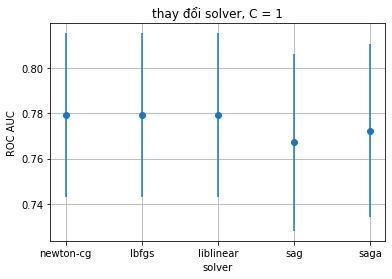 thay đổi solver, C = 1
ROC AUC
0.80
0.78
0.76
0.74
newton-cg lbfgs liblinear sag saga
solver